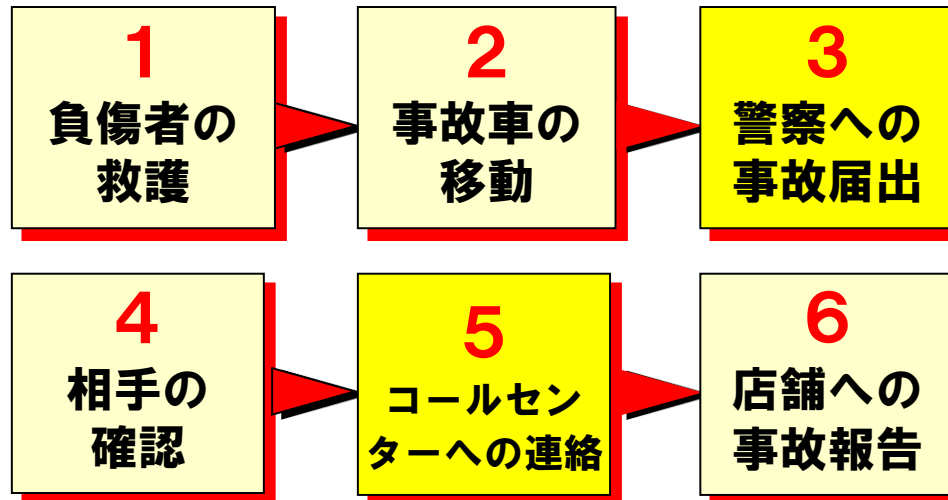 1
負傷者の
救護
2
事故車の
移動
3
警察への
事故届出
4
相手の
確認
5
コールセン
ターへの連絡
6
店舗への
事故報告